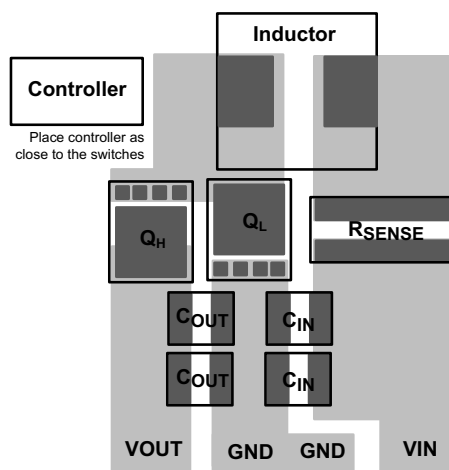 Inductor
Controller
Place controller as
close to the switches
QH
QL
RSENSE
COUT
CIN
COUT
CIN
VOUT
GND
GND
VIN